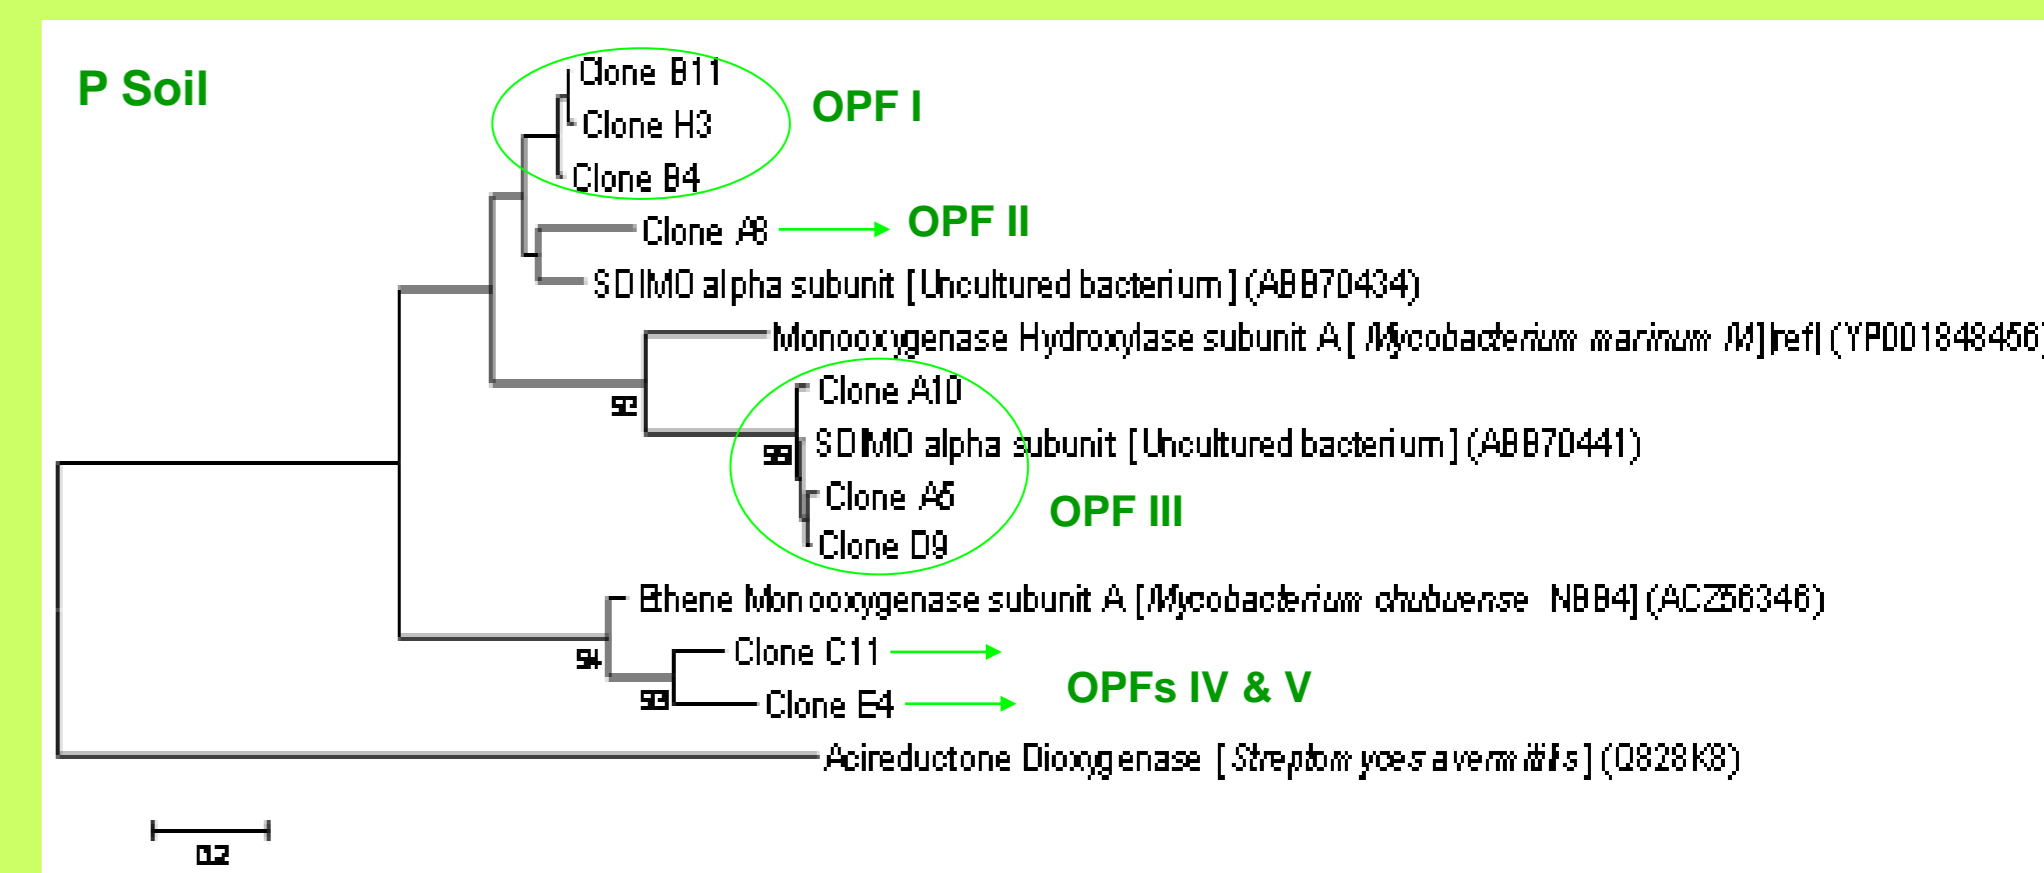 P Soil
Clone B11
OPF I
Clone H3
Clone B4
Clone A8
OPF II
SDIMO alpha subunit [Uncultured bacterium] (ABB70434)
Monooxygenase Hydroxylase subunit A [Mycobacterium marinum M]|ref| (YP001848456)
Clone A10
92
SDIMO alpha subunit [Uncultured bacterium] (ABB70441)
99
Clone A5
OPF III
Clone D9
Ethene Monooxygenase subunit A [Mycobacterium chubuense NBB4] (ACZ56346)
Clone C11
94
OPFs IV & V
93
Clone E4
Acireductone Dioxygenase [Streptomyces avermitilis] (Q828K8)
0.2